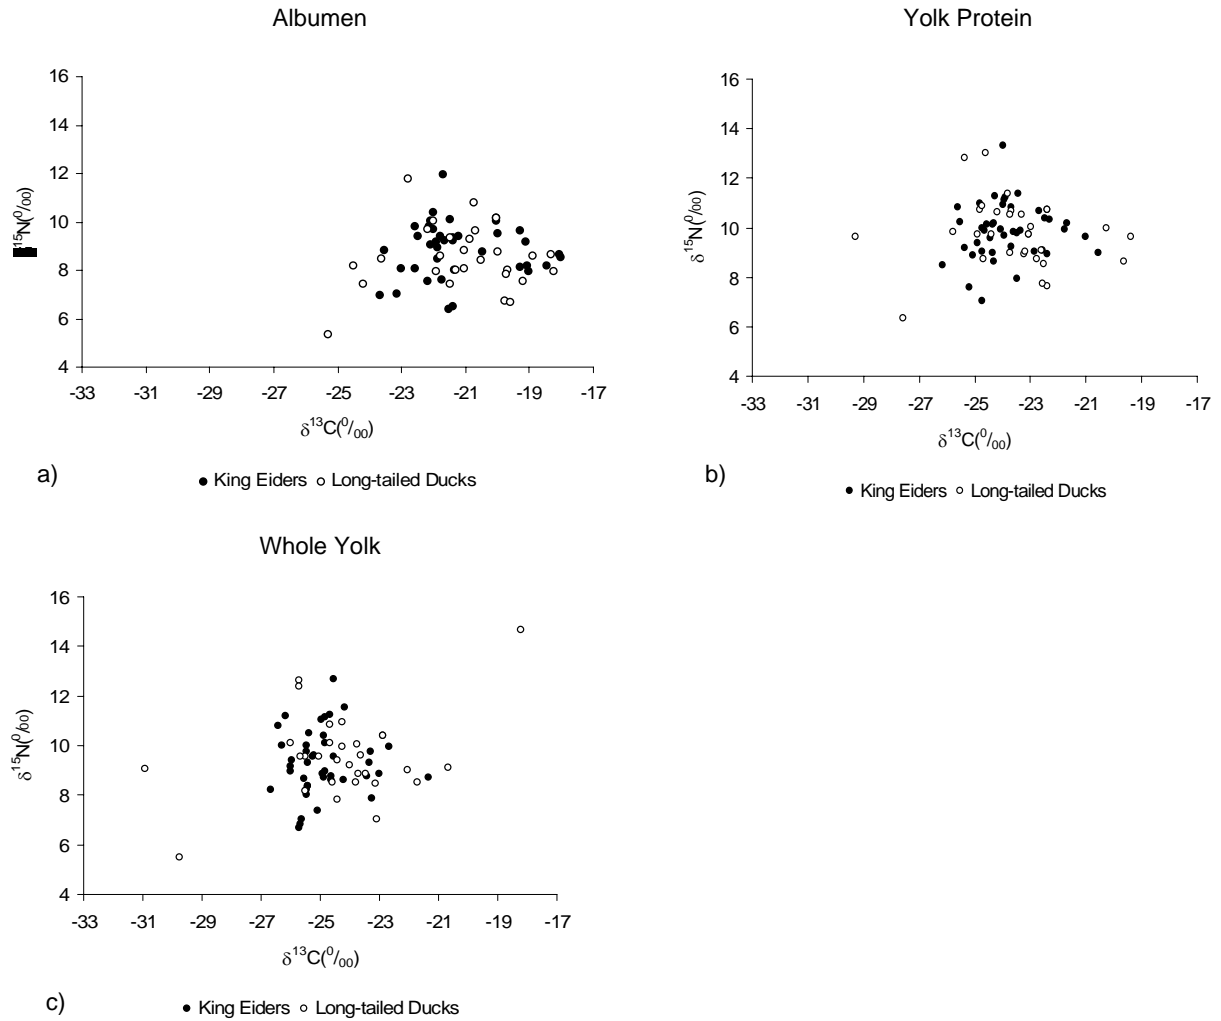 Albumen
16
14
12
10
8
6
4
¹⁵N(⁰/₀₀)
-33 -31 -29 -27 -25 -23 -21 -19 -17
δ¹³C(⁰/₀₀)
a)
● King Eiders ○ Long-tailed Ducks
Yolk Protein
16
14
12
10
8
6
4
δ¹⁵N(⁰/₀₀)
-33 -31 -29 -27 -25 -23 -21 -19 -17
δ¹³C(⁰/₀₀)
b)
● King Eiders ○ Long-tailed Ducks
Whole Yolk
16
14
12
10
8
6
4
δ¹⁵N(⁰/₀₀)
-33 -31 -29 -27 -25 -23 -21 -19 -17
δ¹³C(⁰/₀₀)
c)
● King Eiders ○ Long-tailed Ducks